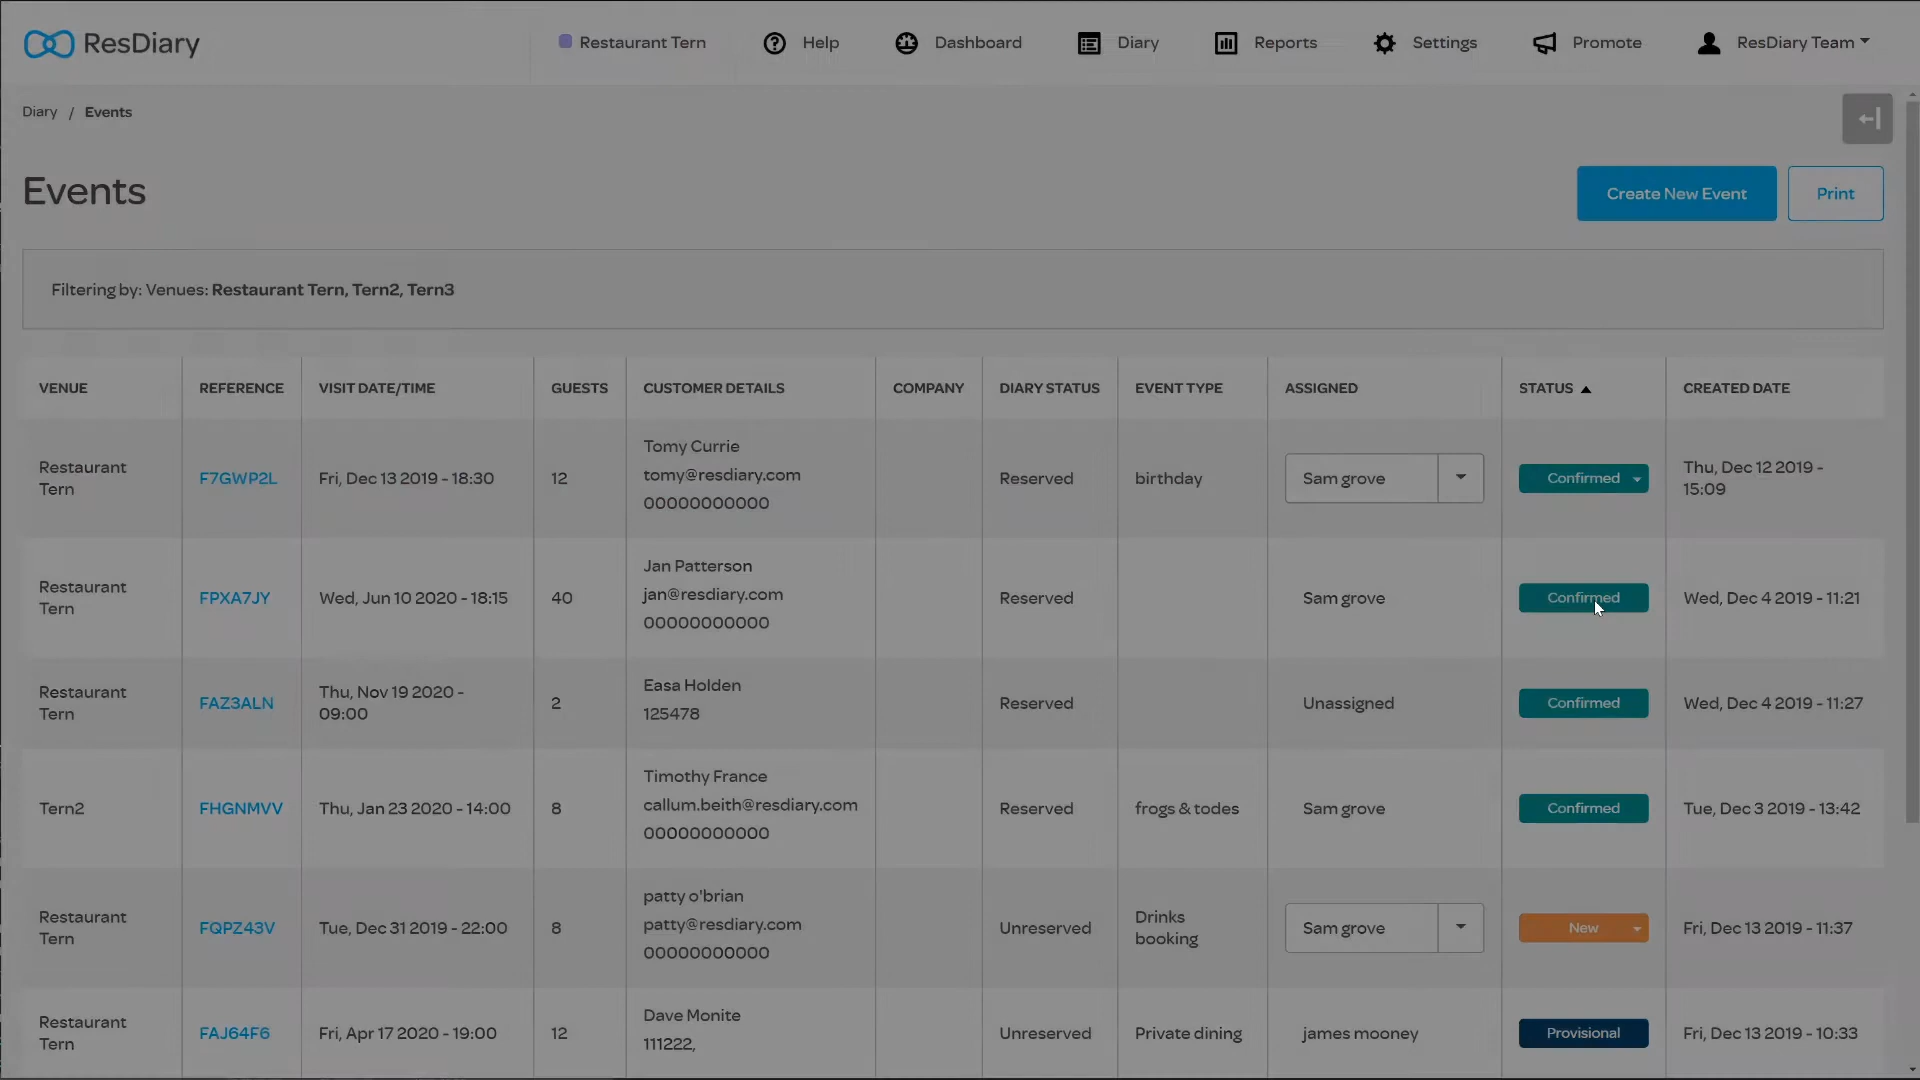 ResDiary
Restaurant Tern
Help
Dashboard
Diary
Reports
Settings
Promote
ResDiary Team
Diary / Events
Events
Create New Event
Print
Filtering by: Venues: Restaurant Tern, Tern2, Tern3
VENUE REFERENCE VISIT DATE/TIME GUESTS CUSTOMER DETAILS COMPANY DIARY STATUS EVENT TYPE ASSIGNED STATUS CREATED DATE
Restaurant
Tern
F7GWP2L
Fri, Dec 13 2019 - 18:30
12
Tomy Currie
tomy@resdiary.com
00000000000
Reserved
birthday
Sam grove
Confirmed
Thu, Dec 12 2019 -
15:09
Restaurant
Tern
FPXA7JY
Wed, Jun 10 2020 - 18:15
40
Jan Patterson
jan@resdiary.com
00000000000
Reserved
Sam grove
Confirmed
Wed, Dec 4 2019 - 11:21
Restaurant
Tern
FAZ3ALN
Thu, Nov 19 2020 -
09:00
2
Easa Holden
125478
Reserved
Unassigned
Confirmed
Wed, Dec 4 2019 - 11:27
Tern2
FHGNMVV
Thu, Jan 23 2020 - 14:00
8
Timothy France
callum.beith@resdiary.com
00000000000
Reserved
frogs & todes
Sam grove
Confirmed
Tue, Dec 3 2019 - 13:42
Restaurant
Tern
FQPZ43V
Tue, Dec 31 2019 - 22:00
8
patty o'brian
patty@resdiary.com
00000000000
Unreserved
Drinks
booking
Sam grove
New
Fri, Dec 13 2019 - 11:37
Restaurant
Tern
FAJ64F6
Fri, Apr 17 2020 - 19:00
12
Dave Monite
111222,
Unreserved
Private dining
james mooney
Provisional
Fri, Dec 13 2019 - 10:33